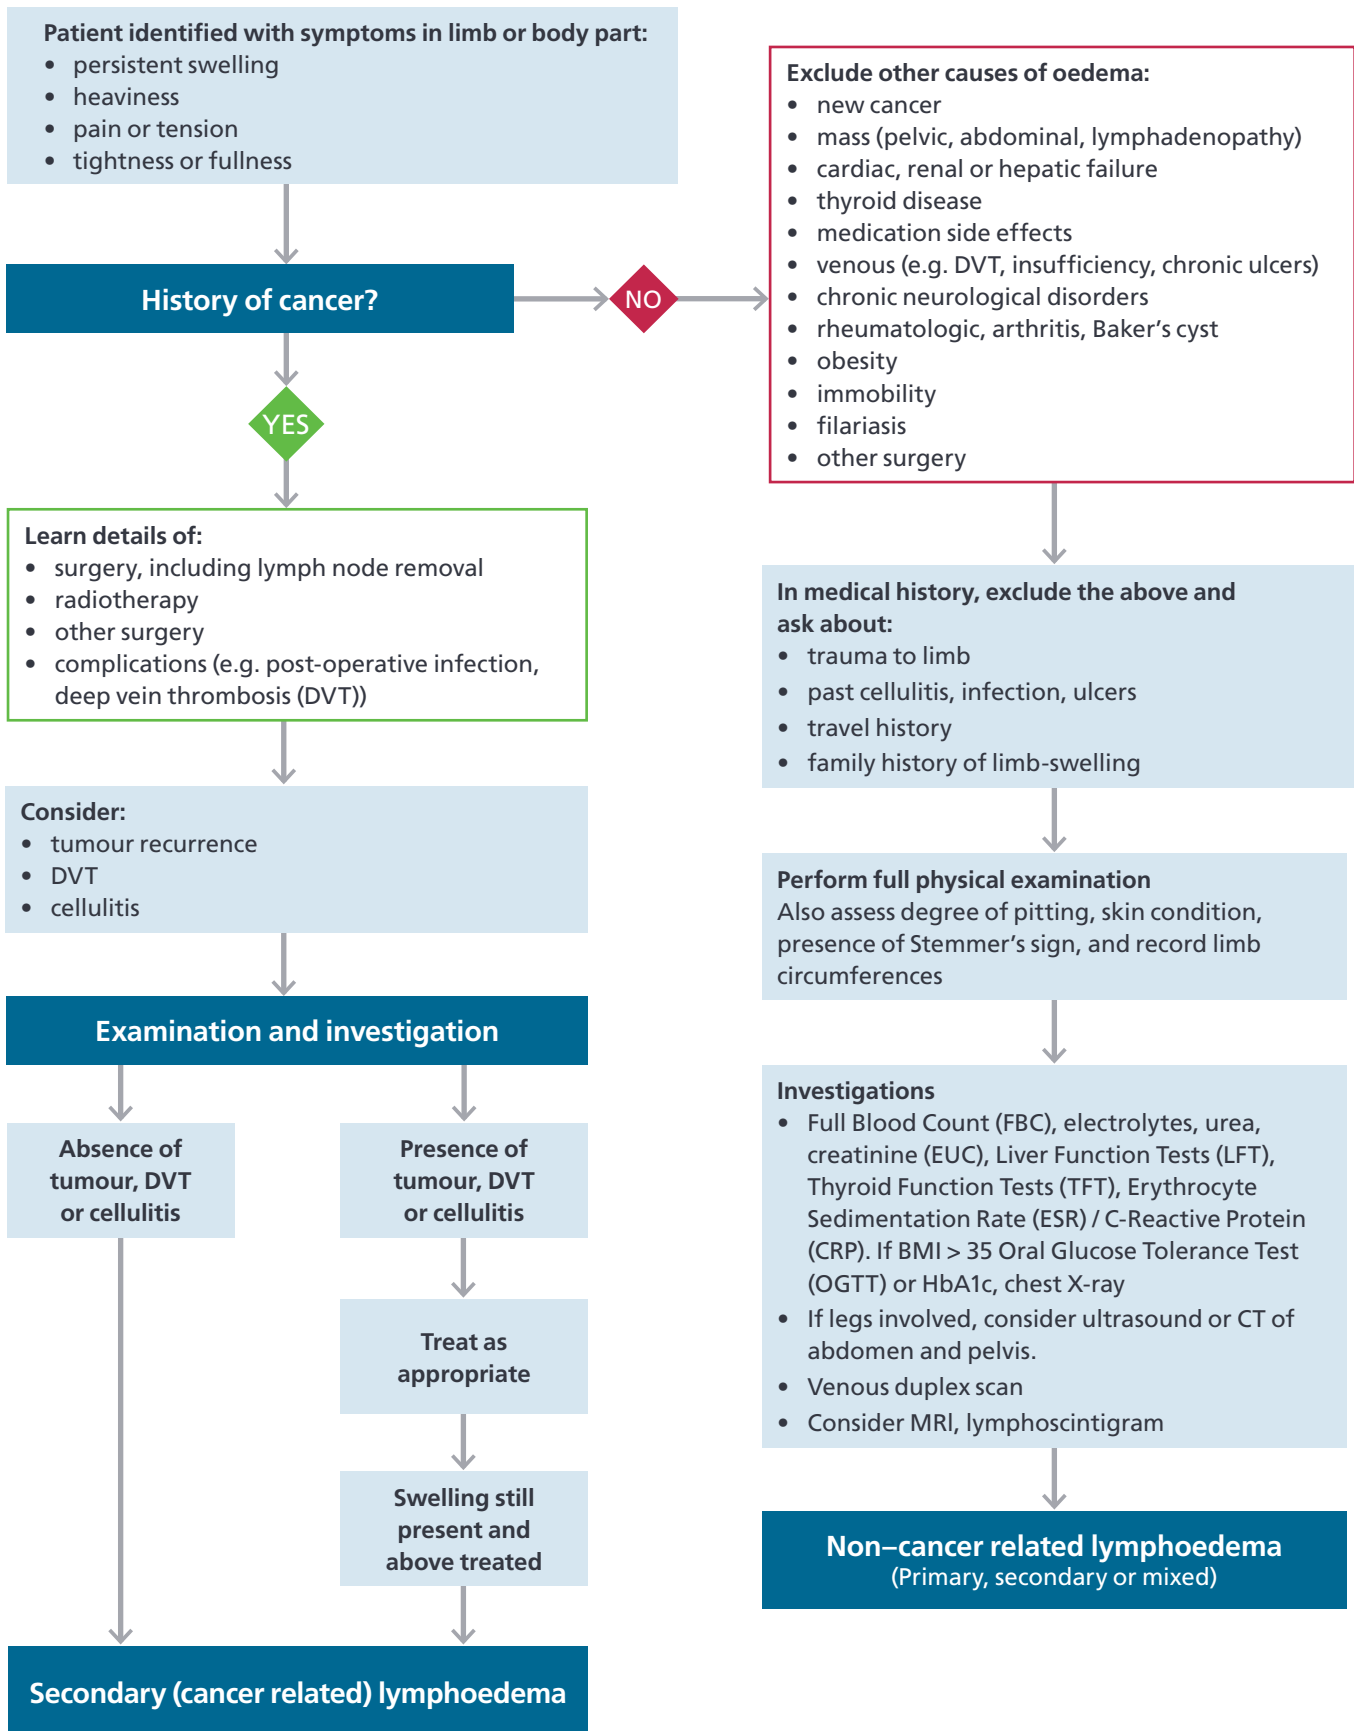 Patient identified with symptoms in limb or body part:
• persistent swelling
• heaviness
• pain or tension
• tightness or fullness
History of cancer?
NO
YES
Learn details of:
• surgery, including lymph node removal
• radiotherapy
• other surgery
• complications (e.g. post-operative infection,
deep vein thrombosis (DVT))
Consider:
• tumour recurrence
• DVT
• cellulitis
Examination and investigation
Absence of
tumour, DVT
or cellulitis
Presence of
tumour, DVT
or cellulitis
Treat as
appropriate
Swelling still
present and
above treated
Secondary (cancer related) lymphoedema
Exclude other causes of oedema:
• new cancer
• mass (pelvic, abdominal, lymphadenopathy)
• cardiac, renal or hepatic failure
• thyroid disease
• medication side effects
• venous (e.g. DVT, insufficiency, chronic ulcers)
• chronic neurological disorders
• rheumatologic, arthritis, Baker's cyst
• obesity
• immobility
• filariasis
• other surgery
In medical history, exclude the above and
ask about:
• trauma to limb
• past cellulitis, infection, ulcers
• travel history
• family history of limb-swelling
Perform full physical examination
Also assess degree of pitting, skin condition,
presence of Stemmer's sign, and record limb
circumferences
Investigations
• Full Blood Count (FBC), electrolytes, urea,
creatinine (EUC), Liver Function Tests (LFT),
Thyroid Function Tests (TFT), Erythrocyte
Sedimentation Rate (ESR) / C-Reactive Protein
(CRP). If BMI > 35 Oral Glucose Tolerance Test
(OGTT) or HbA1c, chest X-ray
• If legs involved, consider ultrasound or CT of
abdomen and pelvis.
• Venous duplex scan
• Consider MRI, lymphoscintigram
Non–cancer related lymphoedema
(Primary, secondary or mixed)